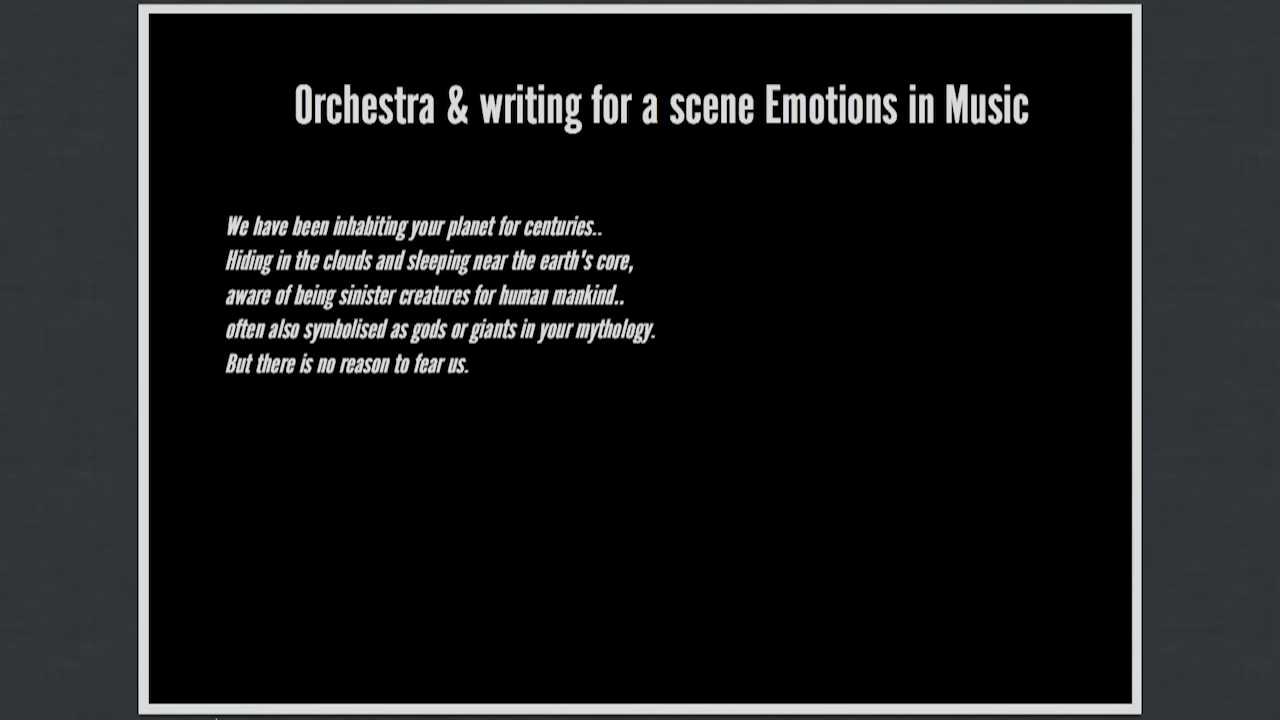 Orchestra & writing for a scene Emotions in Music
We have been inhabiting your planet for centuries..
Hiding in the clouds and sleeping near the earth's core,
aware of being sinister creatures for human mankind..
often also symbolised as gods or giants in your mythology.
But there is no reason to fear us.